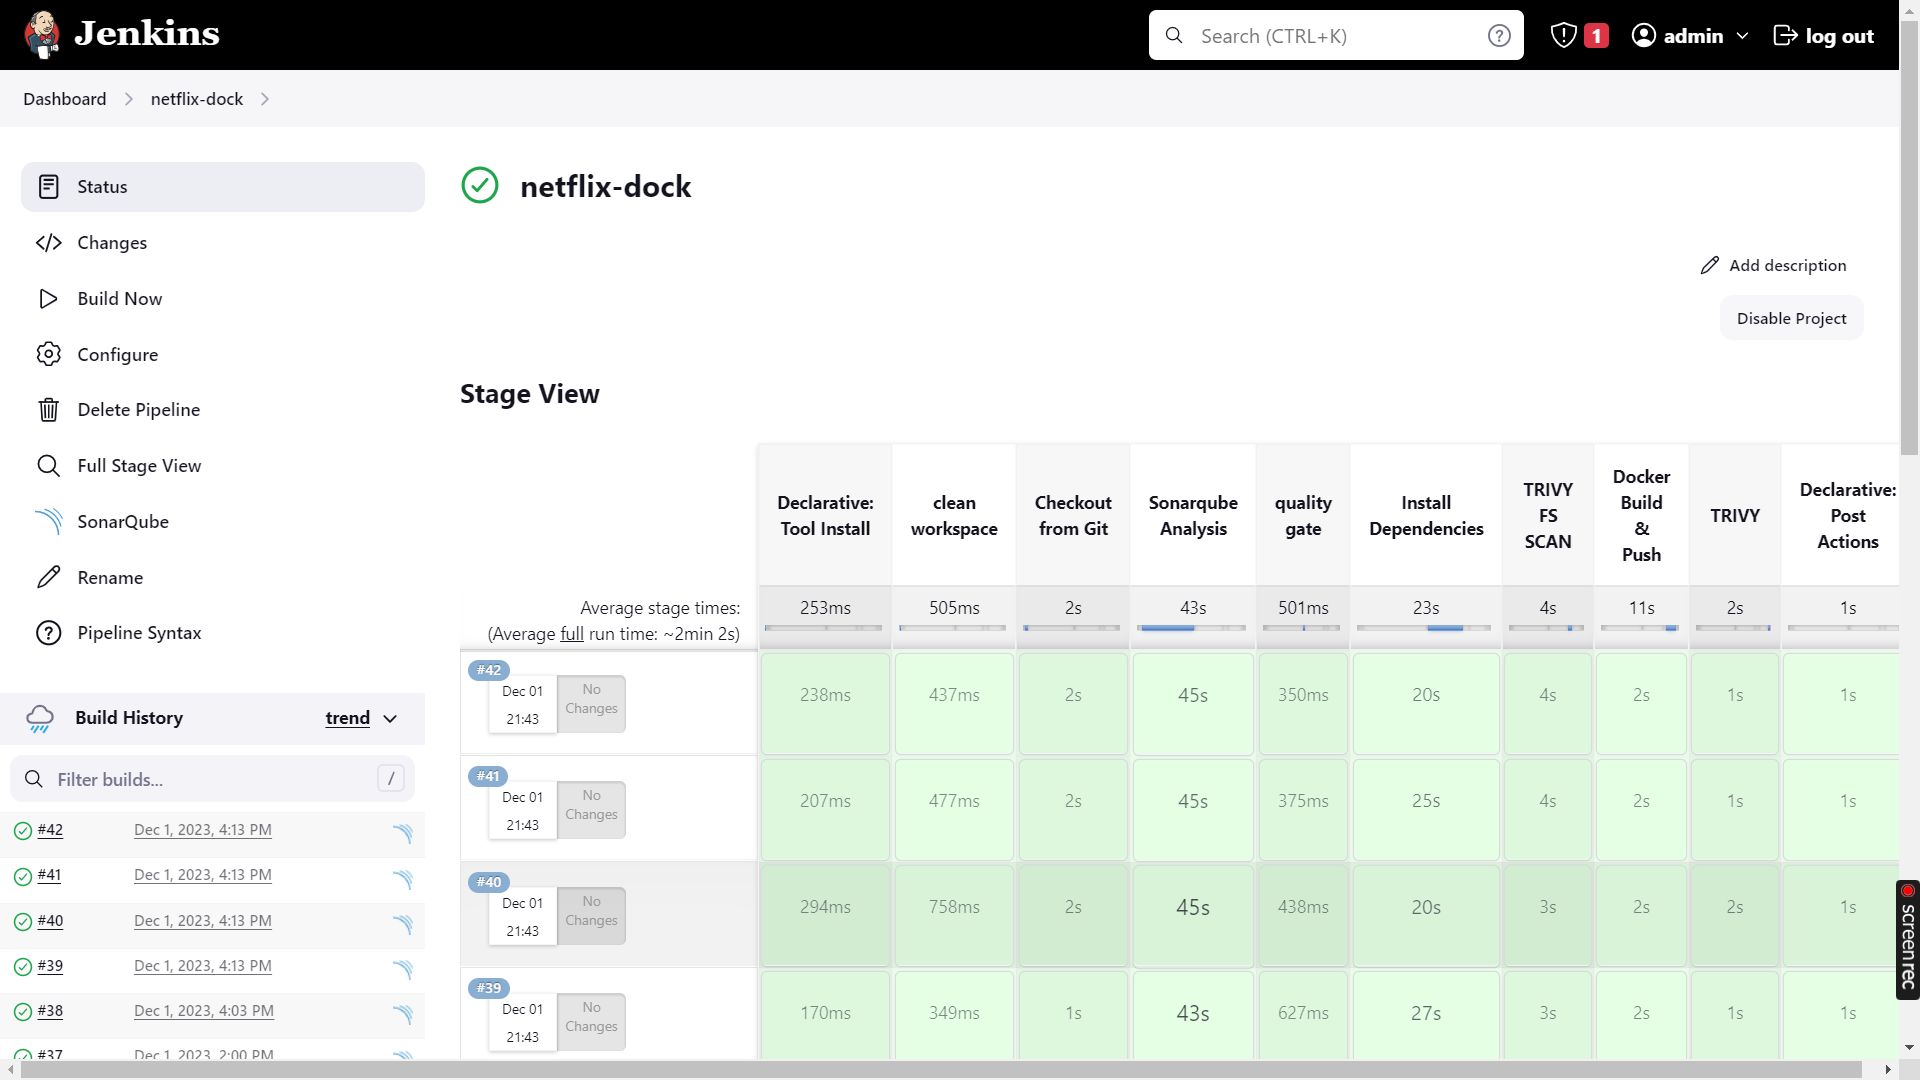 Jenkins
Search (CTRL+K)
?
1
admin
log out
Dashboard
netflix-dock
Status
Changes
Build Now
Configure
Delete Pipeline
Full Stage View
SonarQube
Rename
Pipeline Syntax
Build History
trend
Filter builds...
/
#42 Dec 1, 2023, 4:13 PM
#41 Dec 1, 2023, 4:13 PM
#40 Dec 1, 2023, 4:13 PM
#39 Dec 1, 2023, 4:13 PM
#38 Dec 1, 2023, 4:03 PM
#37 Dec 1, 2023, 2:00 PM
netflix-dock
Add description
Disable Project
Stage View
Declarative:
Tool Install
clean
workspace
Checkout
from Git
Sonarqube
Analysis
quality
gate
Install
Dependencies
TRIVY
FS
SCAN
Docker
Build
&
Push
TRIVY
Declarative:
Post
Actions
Average stage times:
(Average full run time: ~2min 2s)
253ms 505ms 2s 43s 501ms 23s 4s 11s 2s 1s
#42
Dec 01
21:43
No
Changes
238ms 437ms 2s 45s 350ms 20s 4s 2s 1s 1s
#41
Dec 01
21:43
No
Changes
207ms 477ms 2s 45s 375ms 25s 4s 2s 1s 1s
#40
Dec 01
21:43
No
Changes
294ms 758ms 2s 45s 438ms 20s 3s 2s 2s 1s
#39
Dec 01
21:43
No
Changes
170ms 349ms 1s 43s 627ms 27s 3s 2s 1s 1s
screenrec